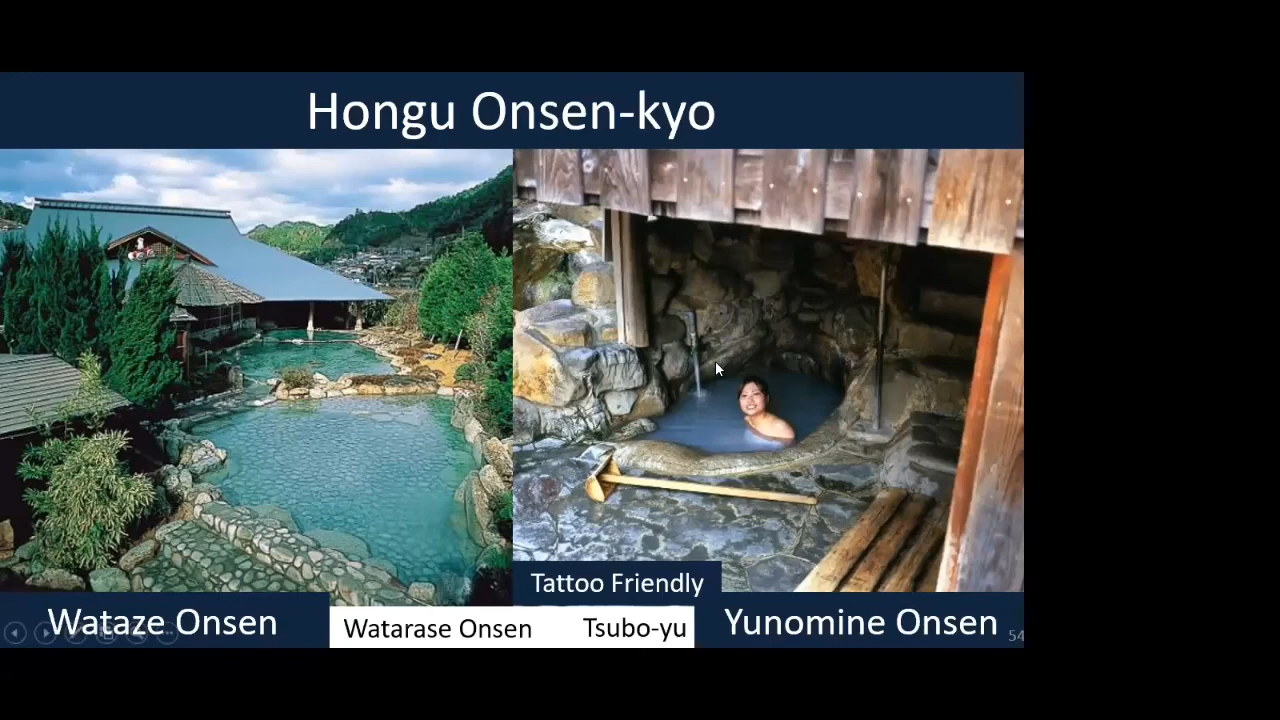 Hongu Onsen-kyo
Tattoo Friendly
Wataze Onsen
Watarase Onsen
Tsubo-yu
Yunomine Onsen
54